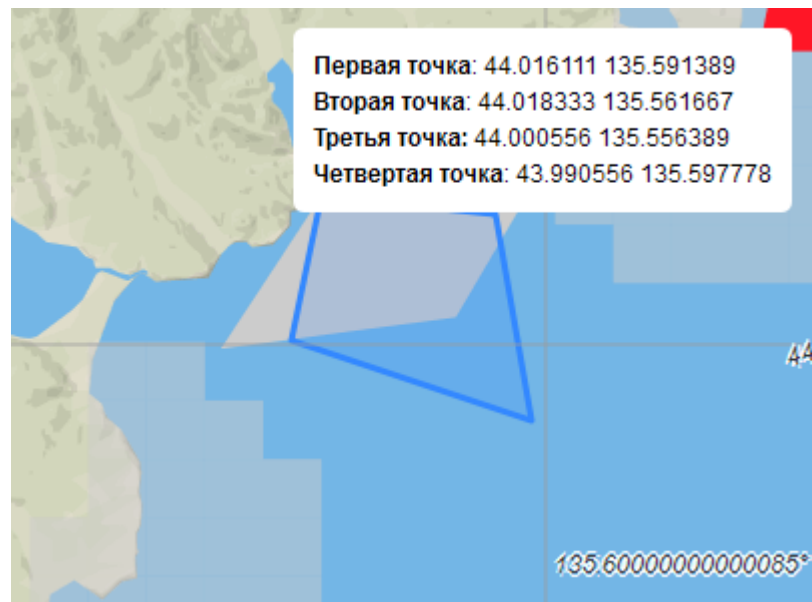 Первая точка: 44.016111 135.591389
Вторая точка: 44.018333 135.561667
Третья точка: 44.000556 135.556389
Четвертая точка: 43.990556 135.597778
44
135.60000000000085°